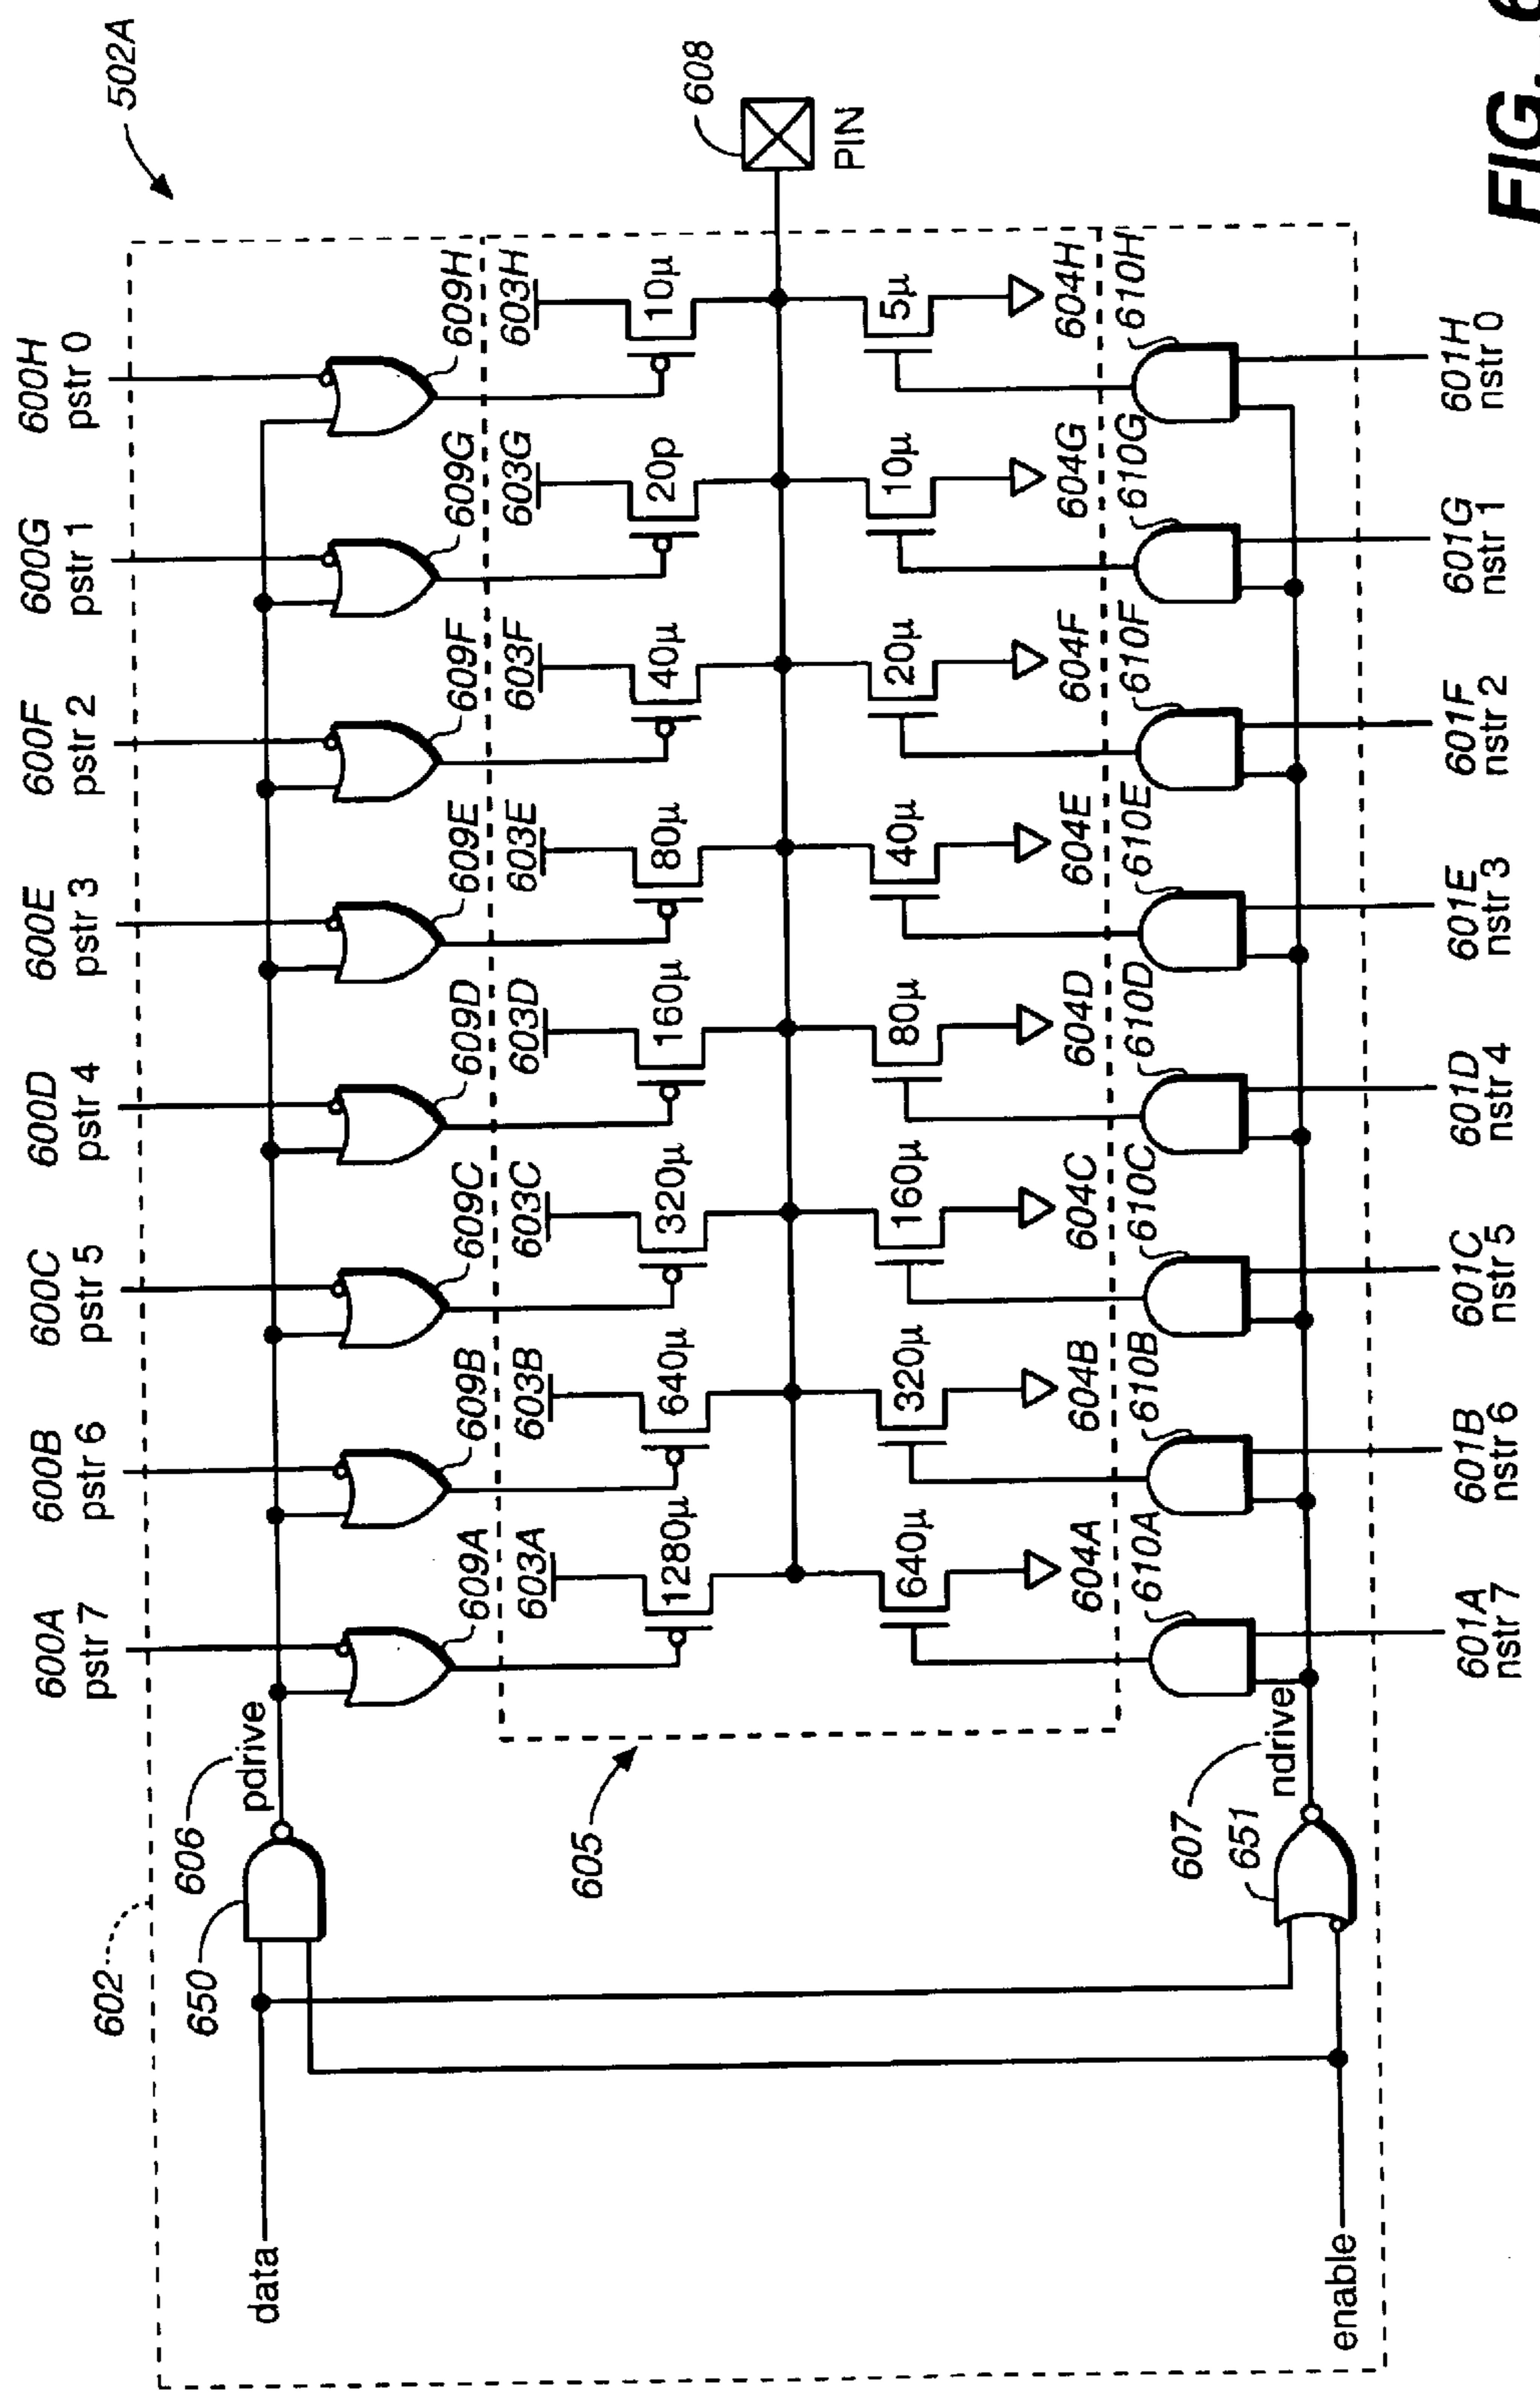 502A
600A 600B 600C 600D 600E 600F 600G 600H
pstr 7 pstr 6 pstr 5 pstr 4 pstr 3 pstr 2 pstr 1 pstr 0
602
650
606
pdrive
data
609A 609B 609C 609D 609E 609F 609G 609H
603A 603B 603C 603D 603E 603F 603G 603H
1280µ 640µ 320µ 160µ 80µ 40µ 20p 10µ
605
608
PIN
640µ 320µ 160µ 80µ 40µ 20µ 10µ 5µ
604A 604B 604C 604D 604E 604F 604G 604H
610A 610B 610C 610D 610E 610F 610G 610H
607
651
ndrive
enable
601A 601B 601C 601D 601E 601F 601G 601H
nstr 7 nstr 6 nstr 5 nstr 4 nstr 3 nstr 2 nstr 1 nstr 0
FIG. 6